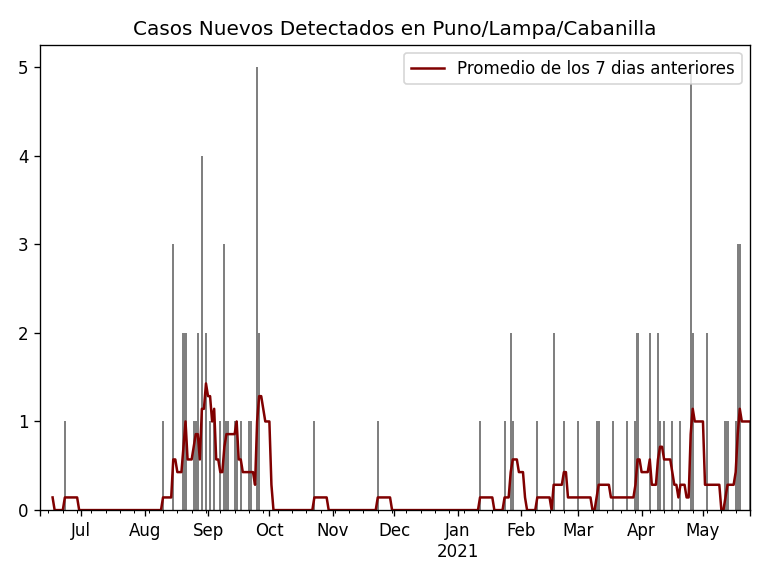 Casos Nuevos Detectados en Puno/Lampa/Cabanilla
Promedio de los 7 dias anteriores
5
4
3
2
1
0
Jul Aug Sep Oct Nov Dec Jan Feb Mar Apr May
2021